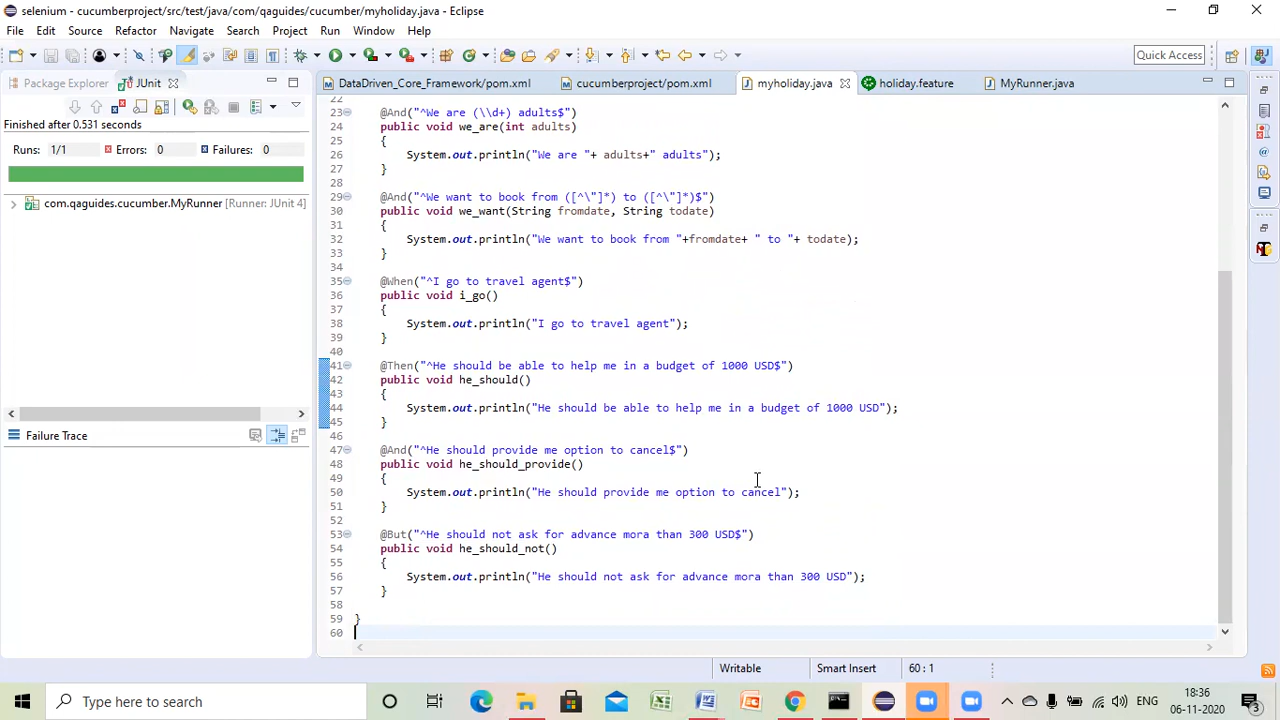 selenium - cucumberproject/src/test/java/com/qaguides/cucumber/myholiday.java - Eclipse
File Edit Source Refactor Navigate Search Project Run Window Help
Quick Access
Package Explorer JUnit
DataDriven_Core_Framework/pom.xml cucumberproject/pom.xml myholiday.java holiday.feature MyRunner.java
Finished after 0.531 seconds
Runs: 1/1 Errors: 0 Failures: 0
com.qaguides.cucumber.MyRunner [Runner: JUnit 4]
Failure Trace
22
23 @And("^We are (\\d+) adults$")
24 public void we_are(int adults)
25 {
26 System.out.println("We are "+ adults+" adults");
27 }
28
29 @And("^We want to book from ([^\"]*) to ([^\"]*)$")
30 public void we_want(String fromdate, String todate)
31 {
32 System.out.println("We want to book from "+fromdate+ " to "+ todate);
33 }
34
35 @When("^I go to travel agent$")
36 public void i_go()
37 {
38 System.out.println("I go to travel agent");
39 }
40
41 @Then("^He should be able to help me in a budget of 1000 USD$")
42 public void he_should()
43 {
44 System.out.println("He should be able to help me in a budget of 1000 USD");
45 }
46
47 @And("^He should provide me option to cancel$")
48 public void he_should_provide()
49 {
50 System.out.println("He should provide me option to cancel");
51 }
52
53 @But("^He should not ask for advance mora than 300 USD$")
54 public void he_should_not()
55 {
56 System.out.println("He should not ask for advance mora than 300 USD");
57 }
58
59 }
60
Writable Smart Insert 60 : 1
Type here to search
ENG
18:36
06-11-2020
3